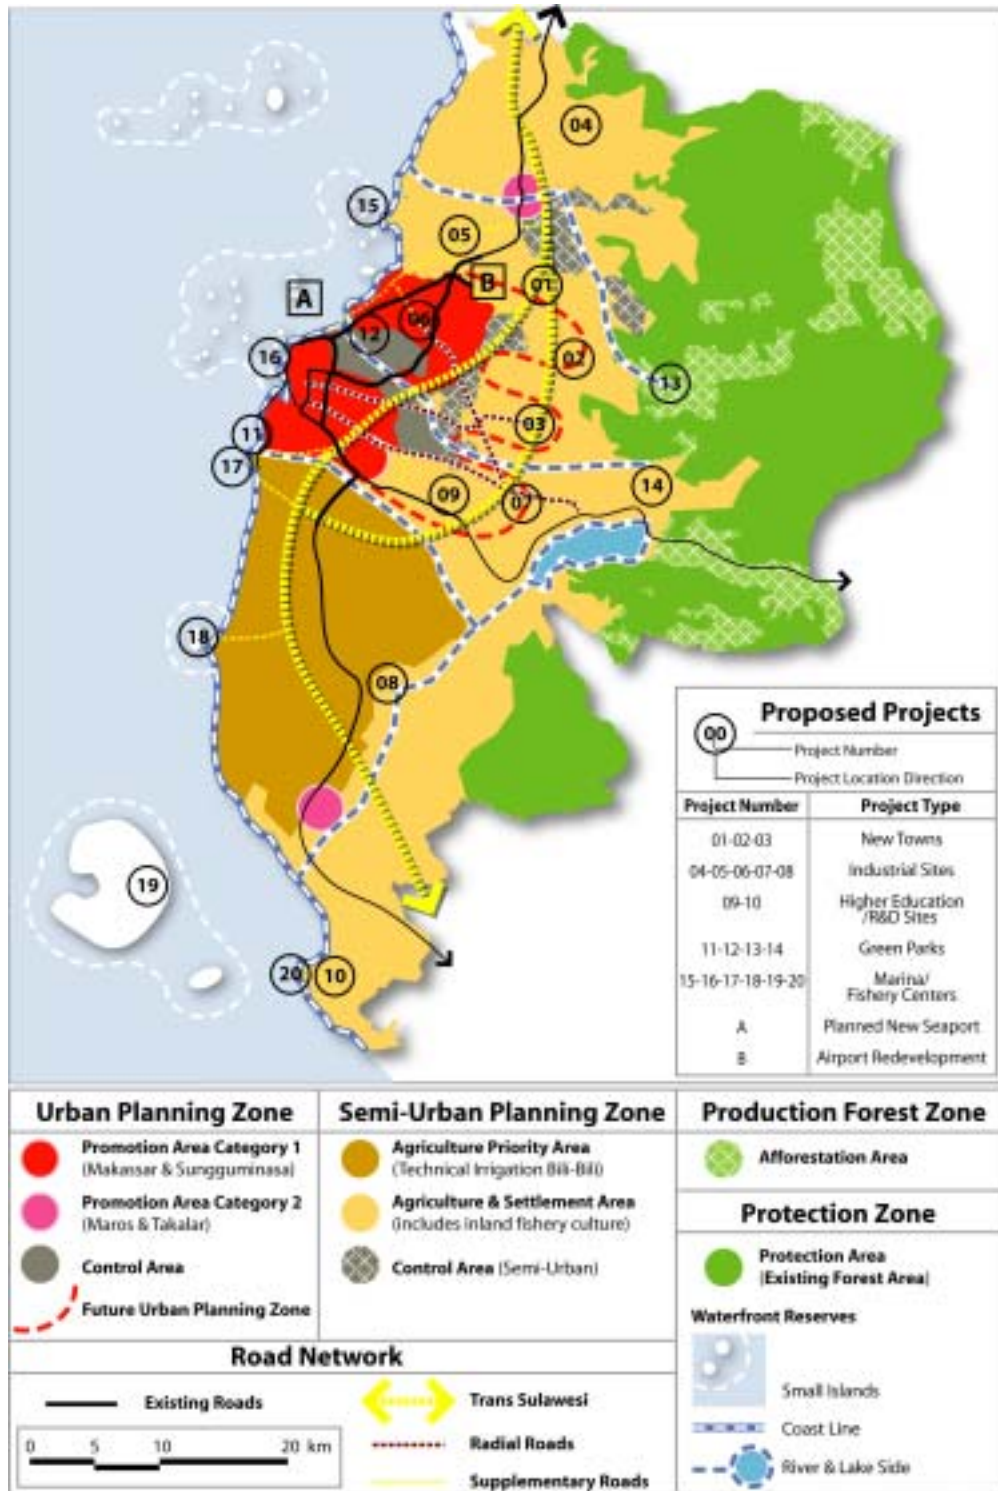 04
15
05
A
B
01
06
12
16
02
13
03
11
17
14
09
07
18
08
19
20
10
Proposed Projects
00
Project Number
Project Location Direction
Project Number Project Type
01-02-03 New Towns
04-05-06-07-08 Industrial Sites
09-10 Higher Education
/R&D Sites
11-12-13-14 Green Parks
15-16-17-18-19-20 Marina/
Fishery Centers
A Planned New Seaport
B Airport Redevelopment
Urban Planning Zone
Promotion Area Category 1
(Makassar & Sungguminasa)
Promotion Area Category 2
(Maros & Takalar)
Control Area
Future Urban Planning Zone
Semi-Urban Planning Zone
Agriculture Priority Area
(Technical Irrigation Bili-Bili)
Agriculture & Settlement Area
(includes inland fishery culture)
Control Area (Semi-Urban)
Production Forest Zone
Afforestation Area
Protection Zone
Protection Area
(Existing Forest Area)
Waterfront Reserves
Small Islands
Coast Line
River & Lake Side
Road Network
Existing Roads
0 5 10 20 km
Trans Sulawesi
Radial Roads
Supplementary Roads